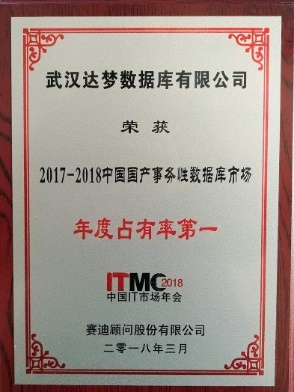 武汉达梦数据库有限公司
荣获
2017-2018中国国产事务性数据库市场
年度占有率第一
ITMC 2018
中国IT市场年会
赛迪顾问股份有限公司
二零一八年三月